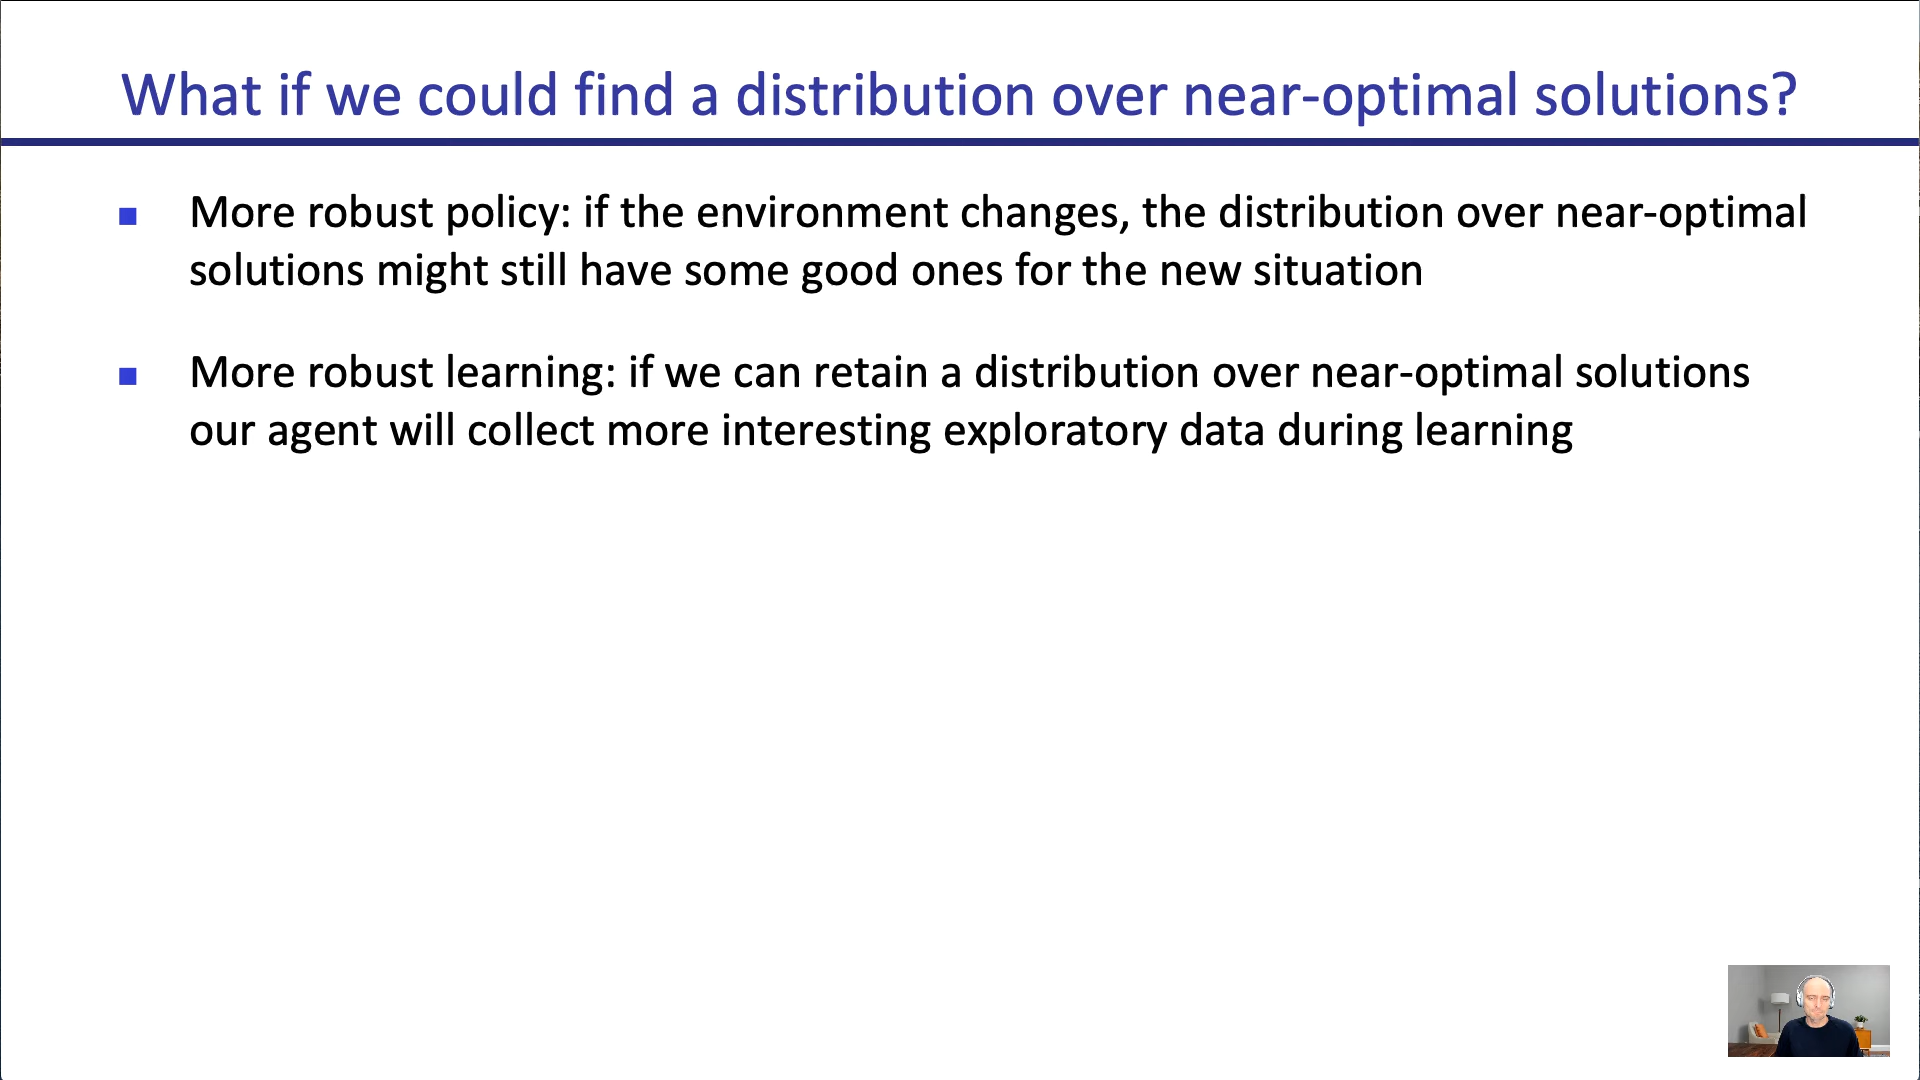 What if we could find a distribution over near-optimal solutions?
More robust policy: if the environment changes, the distribution over near-optimal
solutions might still have some good ones for the new situation
More robust learning: if we can retain a distribution over near-optimal solutions
our agent will collect more interesting exploratory data during learning